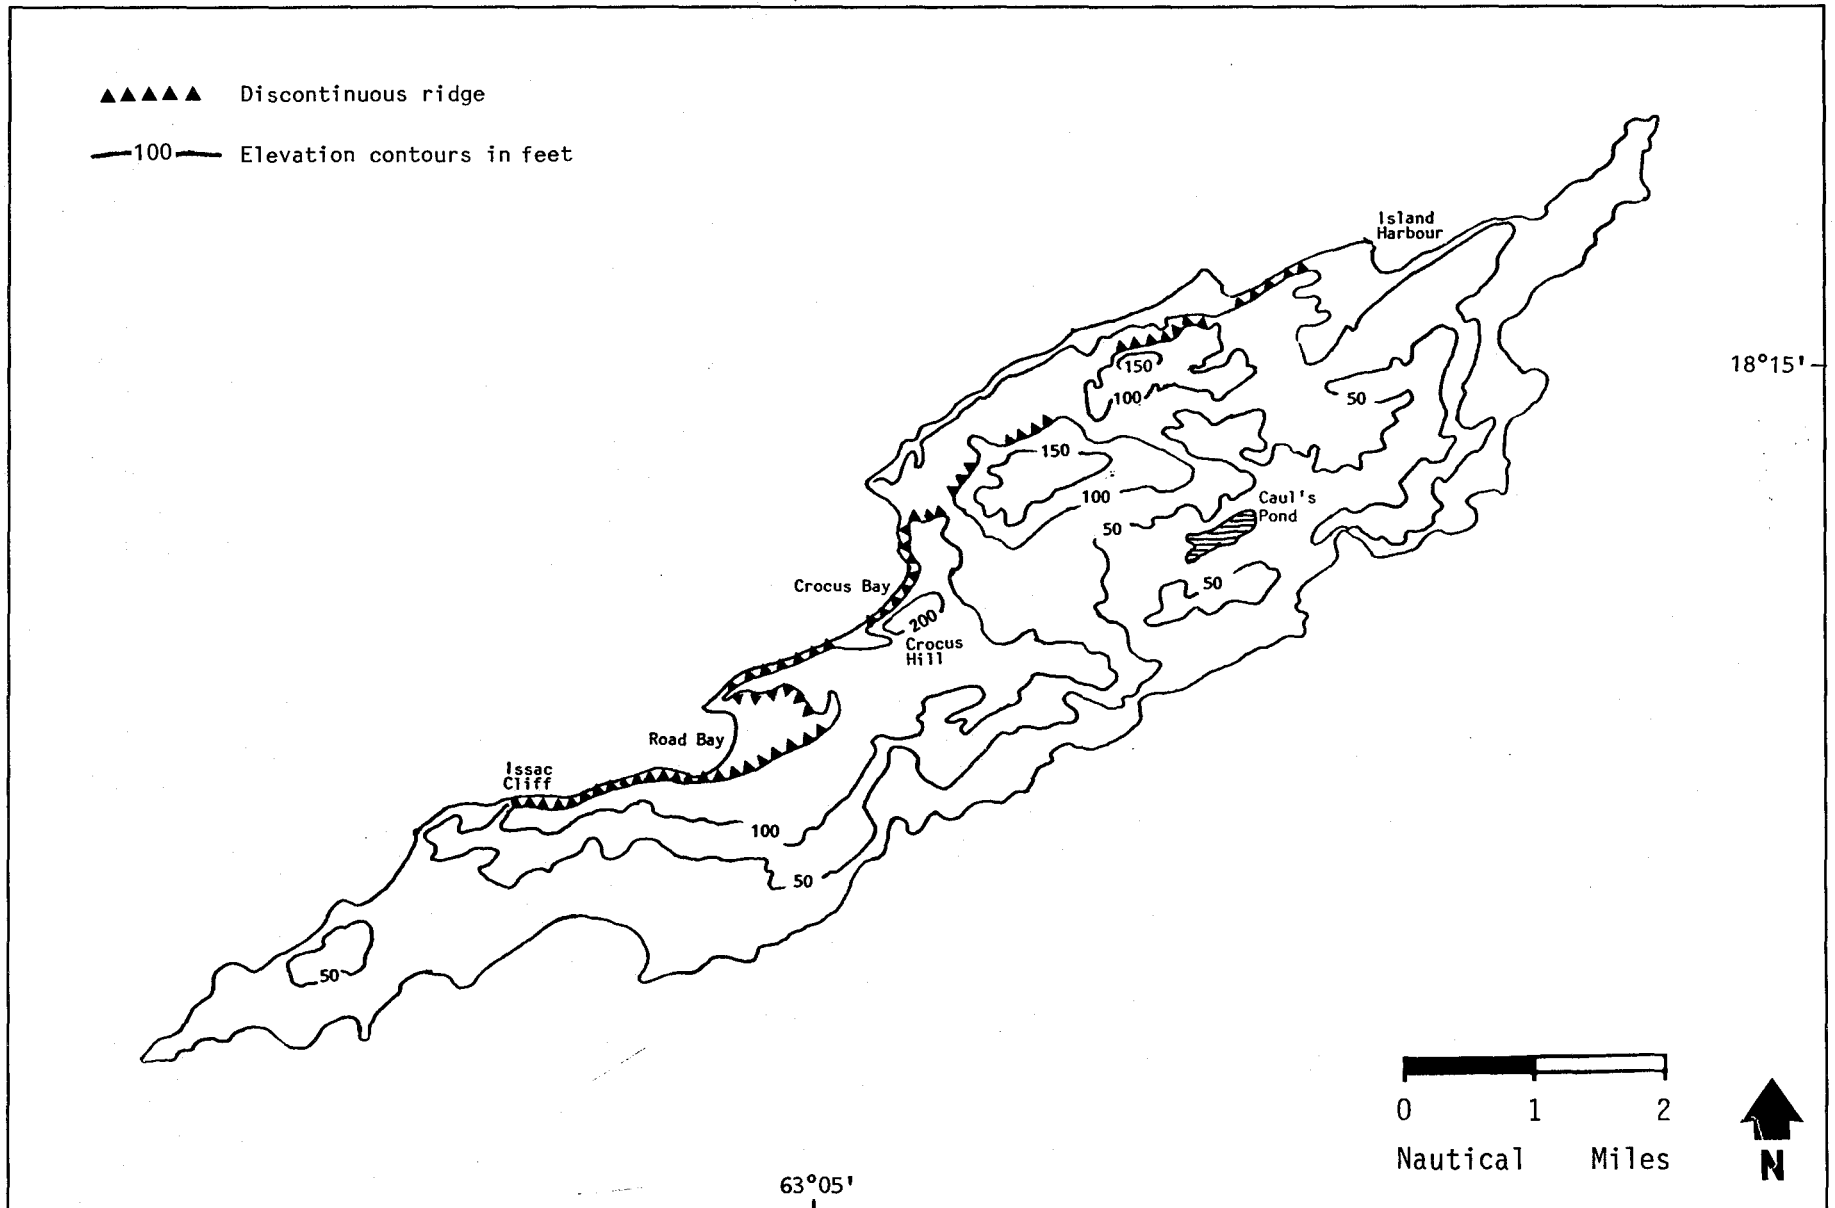 Discontinuous ridge
100 Elevation contours in feet
Island
Harbour
18°15'
150
100
50
150
100
Caul's
Pond
50
Crocus Bay
50
200
Crocus
Hill
Road Bay
Issac
Cliff
100
50
50
0 1 2
Nautical Miles
N
63°05'